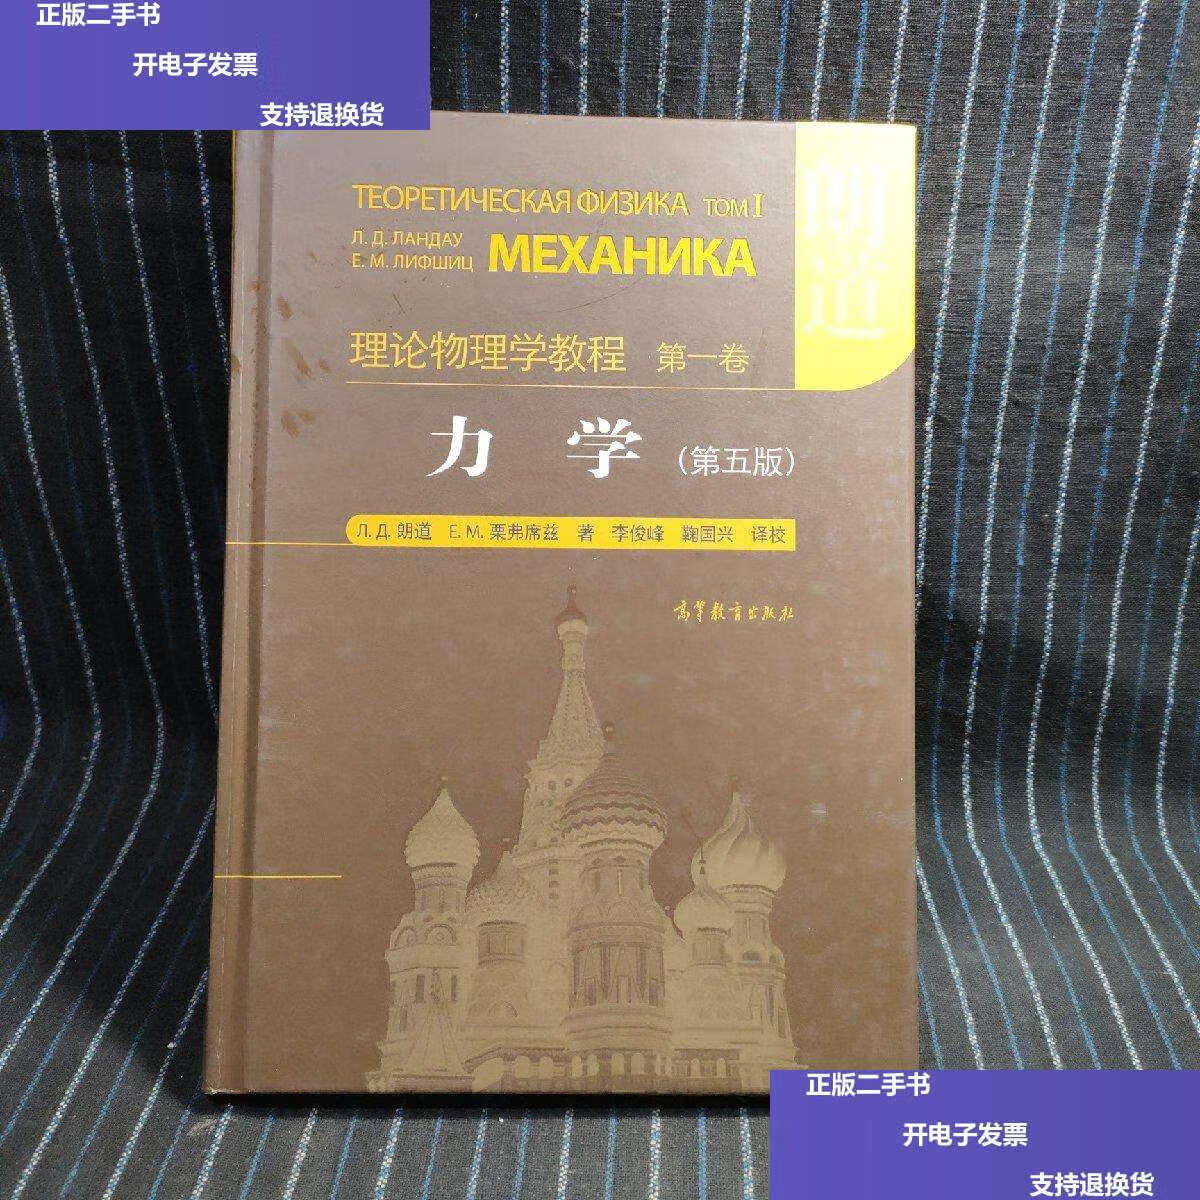 正版二手书
开电子发票
支持退换货
朗道
ТЕОРЕТИЧЕСКАЯ ФИЗИКА ТОМ I
Л. Д. ЛАНДАУ
Е. М. ЛИФШИЦ
МЕХАНИКА
理论物理学教程 第一卷
力 学 (第五版)
Л. Д. 朗道 Е. М. 栗弗席兹 著 李俊峰 鞠国兴 译校
高等教育出版社
正版二手书
开电子发票
支持退换货